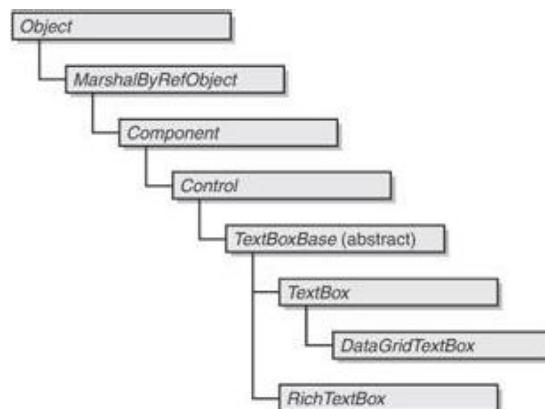 Object
MarshalByRefObject
Component
Control
TextBoxBase (abstract)
TextBox
DataGridTextBox
RichTextBox